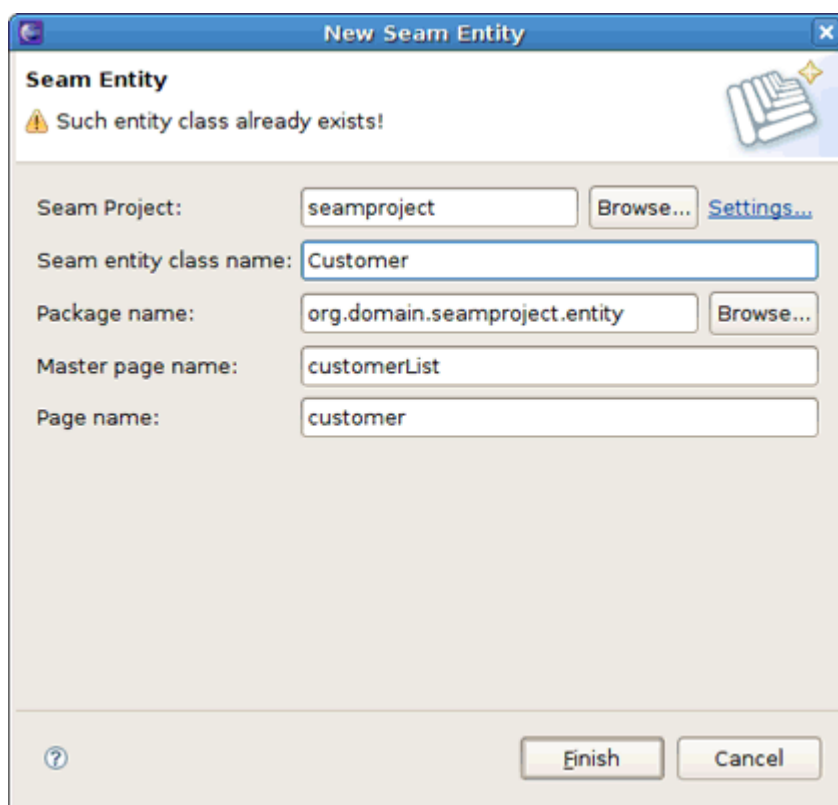 New Seam Entity
Seam Entity
Such entity class already exists!
Seam Project: seamproject Browse... Settings...
Seam entity class name: Customer
Package name: org.domain.seamproject.entity Browse...
Master page name: customerList
Page name: customer
Finish Cancel